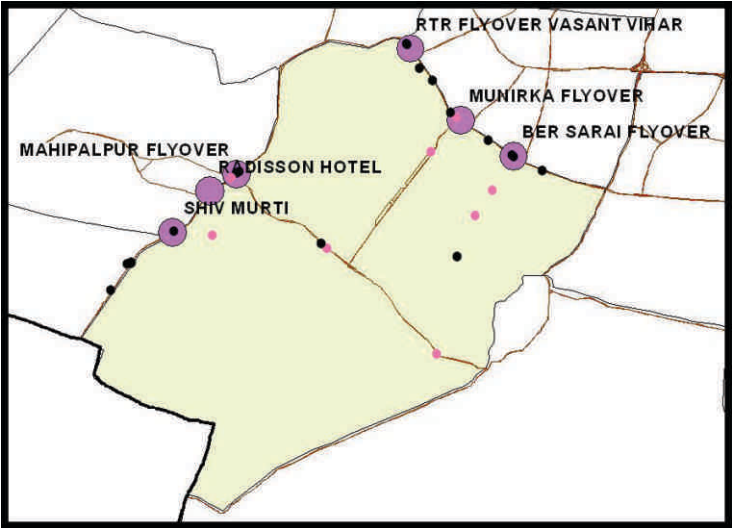 RTR FLYOVER VASANT VIHAR
MUNIRKA FLYOVER
BER SARAI FLYOVER
MAHIPALPUR FLYOVER
RADISSON HOTEL
SHIV MURTI